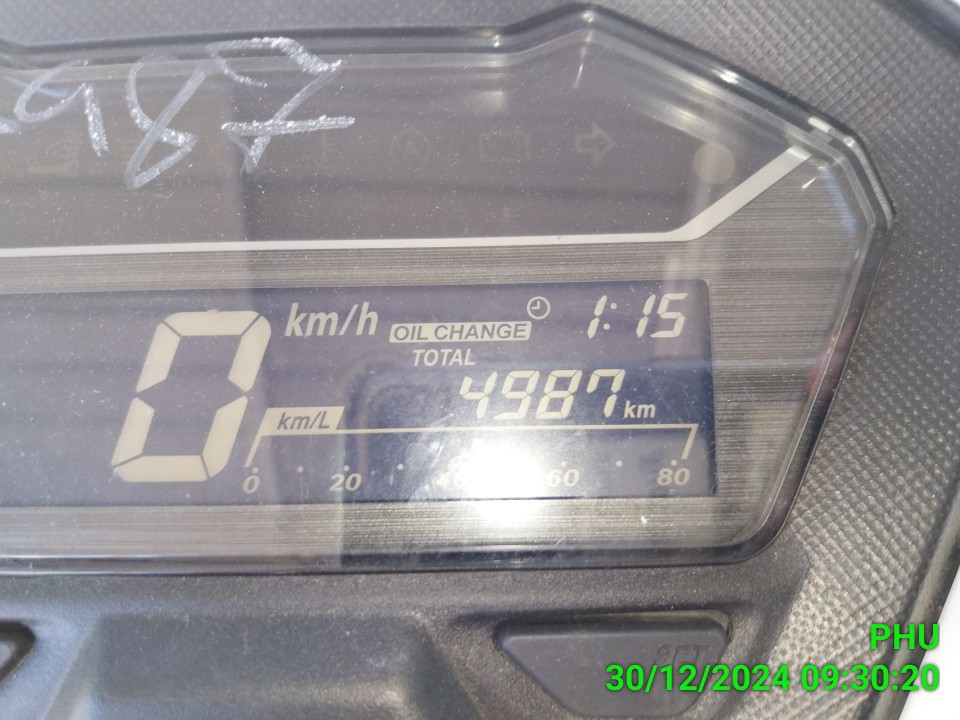 0 km/h OIL CHANGE 1:15
TOTAL
4987 km
km/L
0 20 40 60 80
PHU
30/12/2024 09:30:20